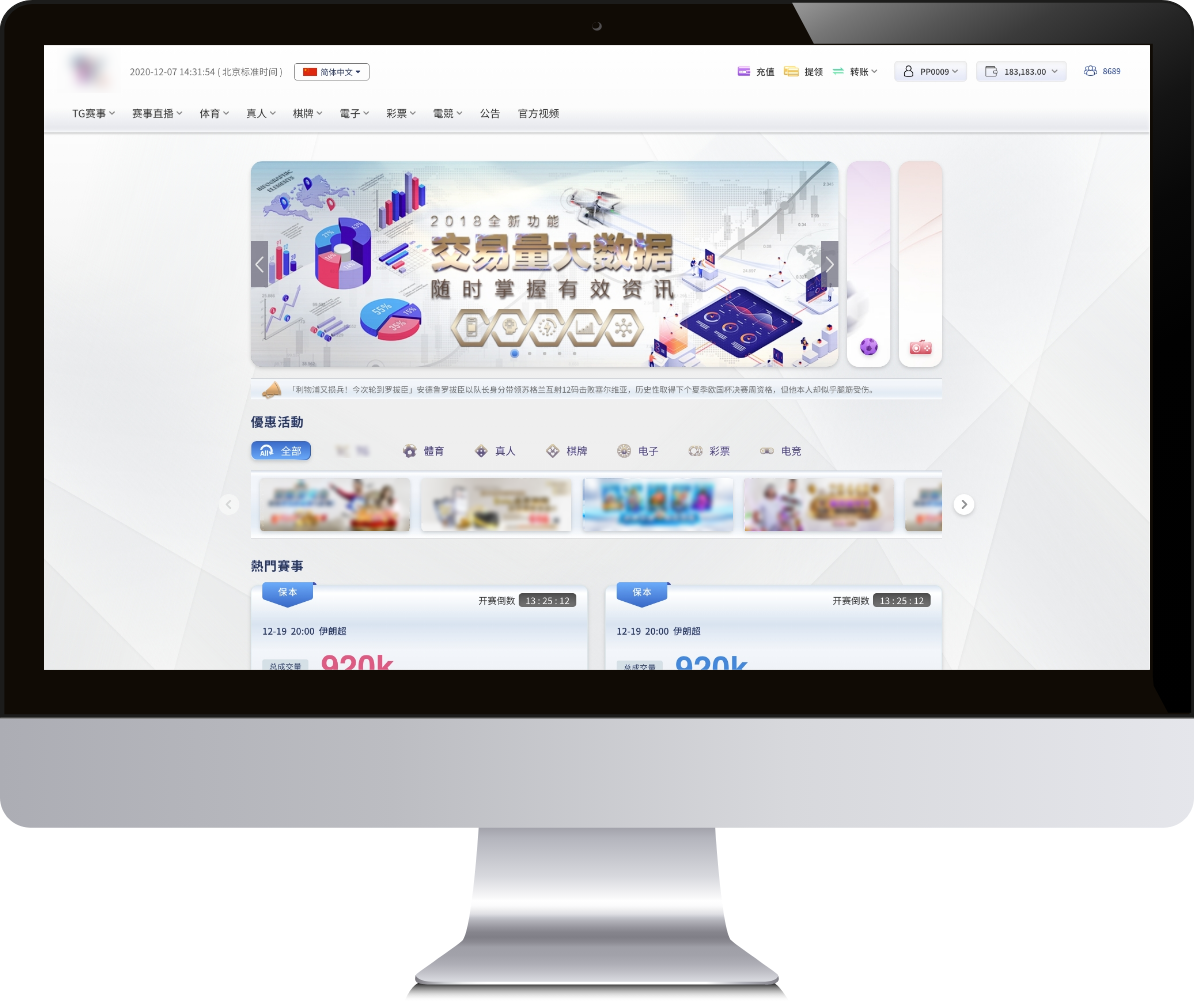 2020-12-07 14:31:54 ( 北京标准时间 )
简体中文
充值
提领
转账
PP0009
183,183.00
8689
TG赛事
赛事直播
体育
真人
棋牌
電子
彩票
電競
公告
官方视频
INFOGRAPHIC
ELEMENTS
2018全新功能
交易量大数据
随时掌握有效资讯
55%
35%
「利物浦又损兵！今次轮到罗拔臣」安德鲁罗拔臣以队长身分带领苏格兰互射12码击败塞尔维亚，历史性取得下个夏季欧国杯决赛周资格，但他本人却似乎腿筋受伤。
優惠活動
All 全部
體育
真人
棋牌
电子
彩票
电竞
熱門賽事
保本
开赛倒数 13 : 25 : 12
12-19 20:00 伊朗超
总成交量 920k
保本
开赛倒数 13 : 25 : 12
12-19 20:00 伊朗超
总成交量 920k